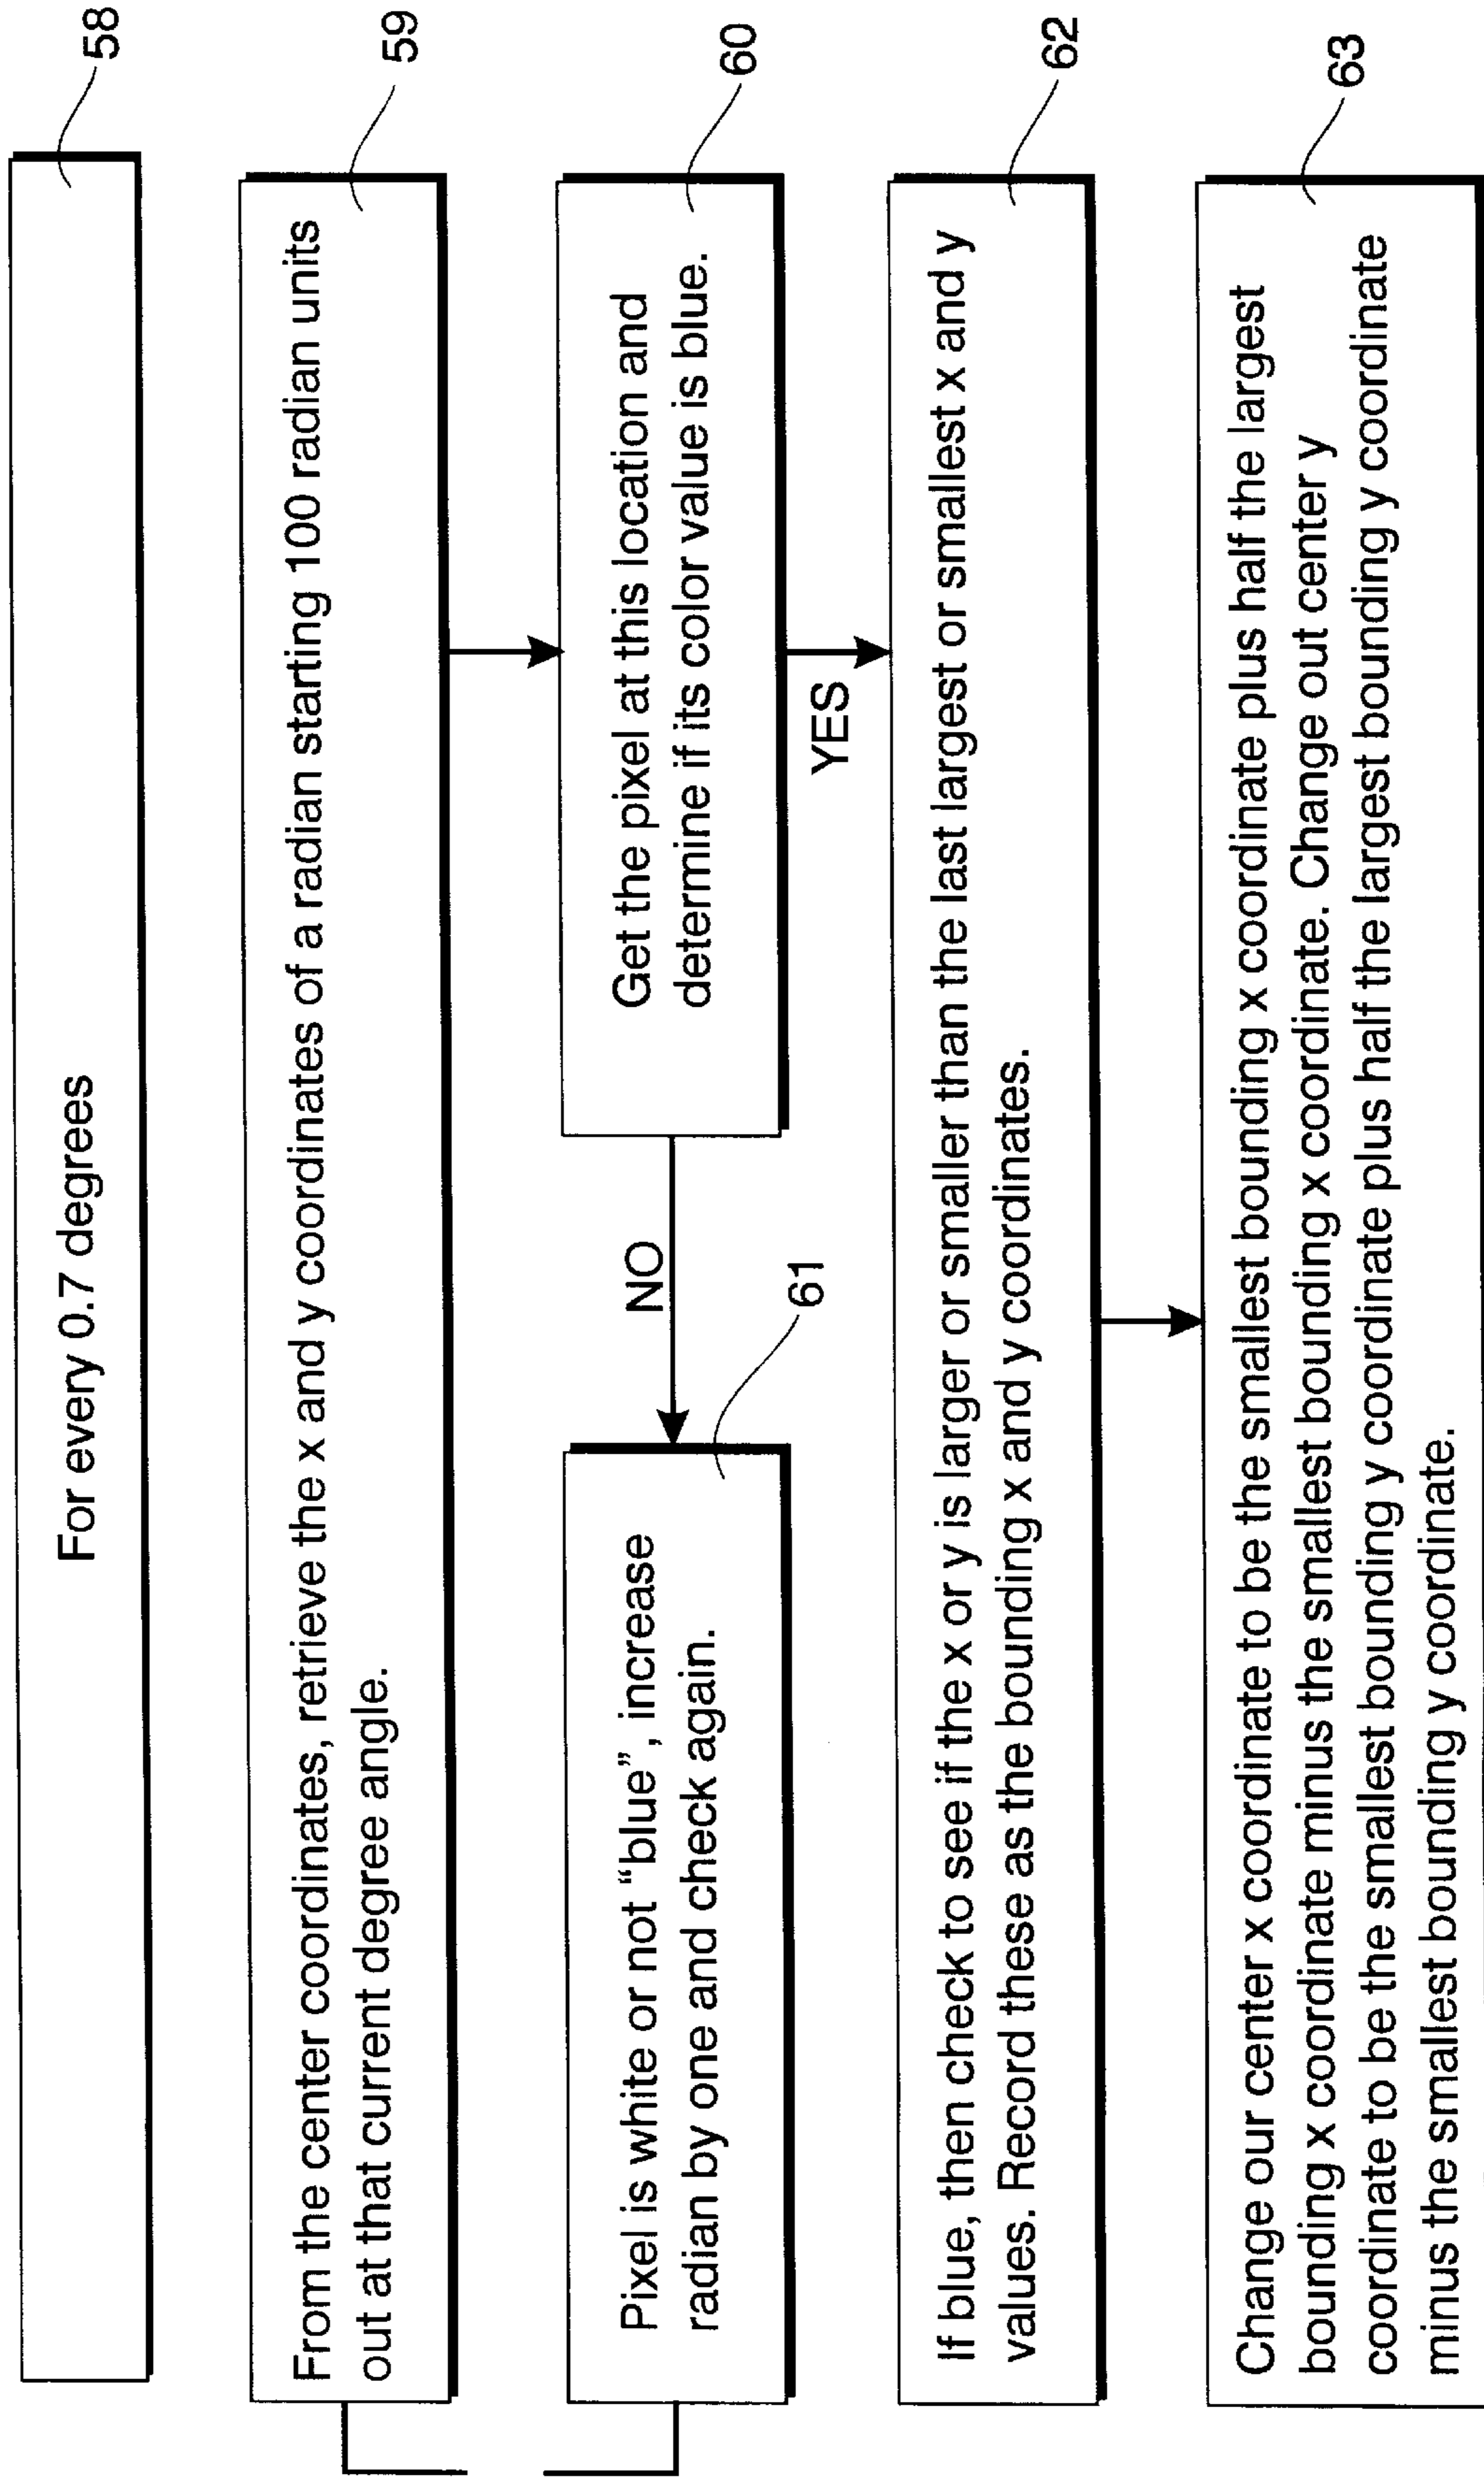 For every 0.7 degrees
58
From the center coordinates, retrieve the x and y coordinates of a radian starting 100 radian units
out at that current degree angle.
59
Pixel is white or not “blue”, increase
radian by one and check again.
61
NO
Get the pixel at this location and
determine if its color value is blue.
60
YES
If blue, then check to see if the x or y is larger or smaller than the last largest or smallest x and y
values. Record these as the bounding x and y coordinates.
62
Change our center x coordinate to be the smallest bounding x coordinate plus half the largest
bounding x coordinate minus the smallest bounding x coordinate. Change out center y
coordinate to be the smallest bounding y coordinate plus half the largest bounding y coordinate
minus the smallest bounding y coordinate.
63